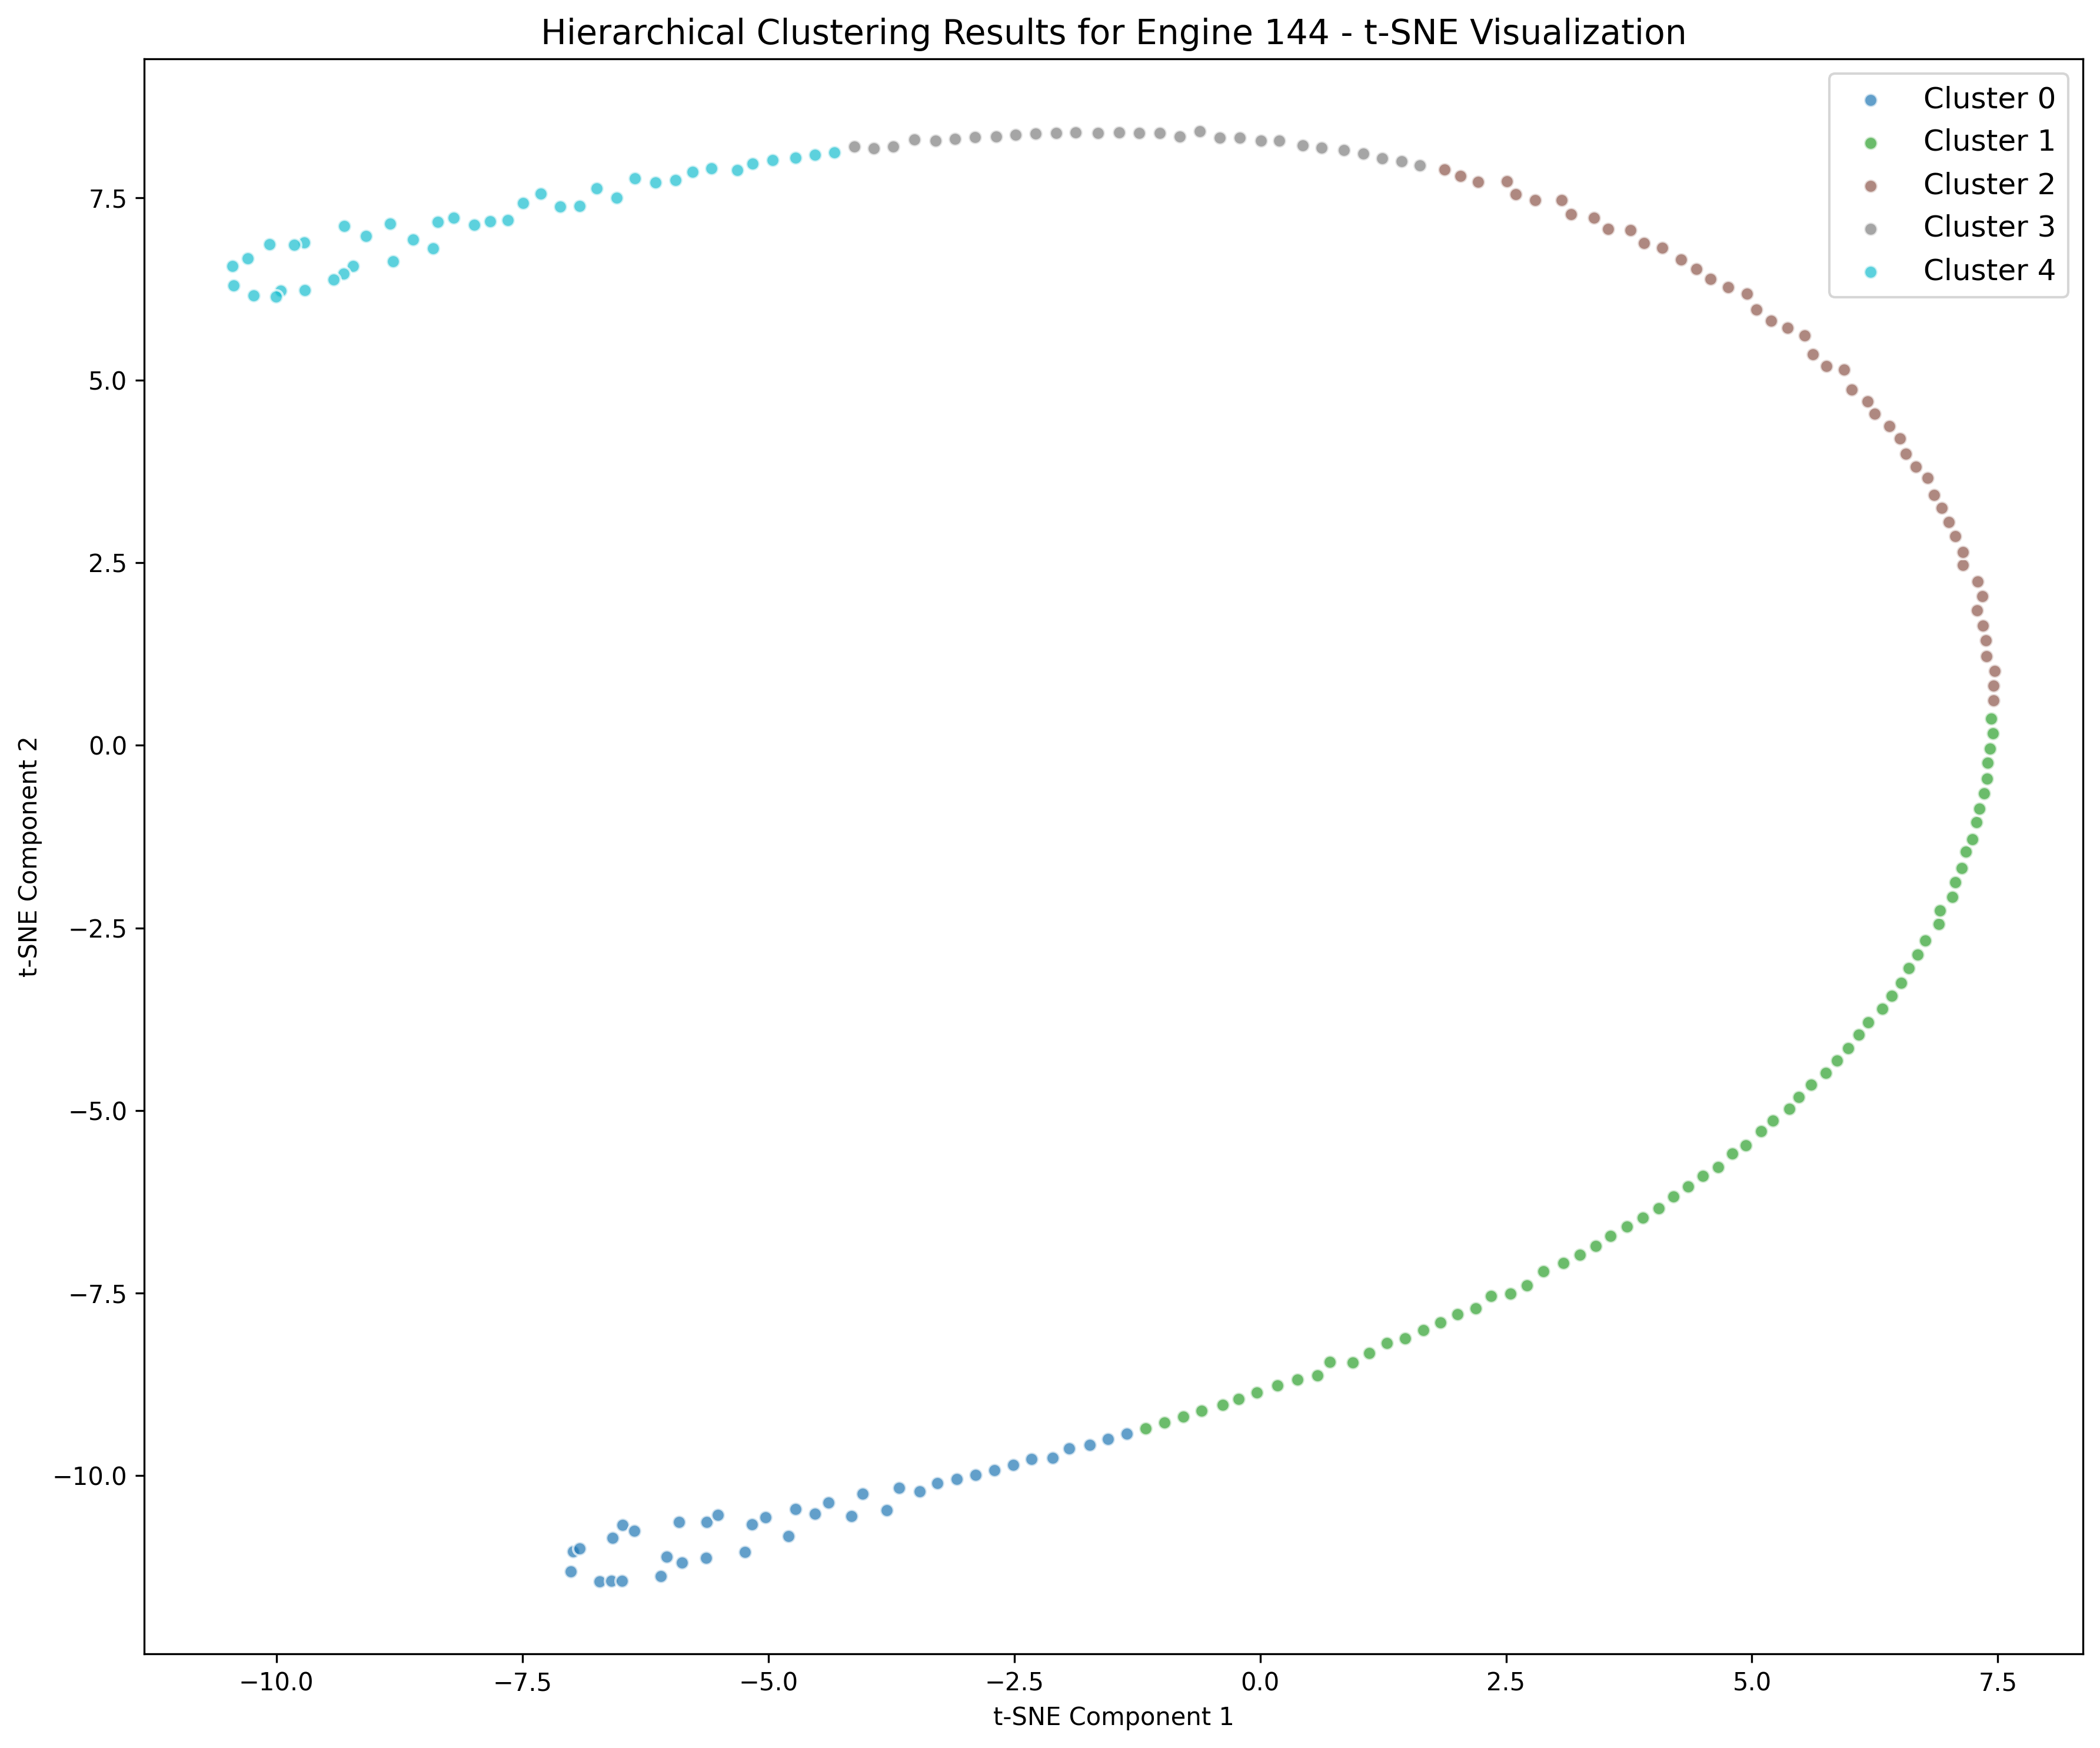 Hierarchical Clustering Results for Engine 144 - t-SNE Visualization
Cluster 0
Cluster 1
Cluster 2
Cluster 3
Cluster 4
7.5
5.0
2.5
0.0
−2.5
−5.0
−7.5
−10.0
t-SNE Component 2
−10.0
−7.5
−5.0
−2.5
0.0
2.5
5.0
7.5
t-SNE Component 1